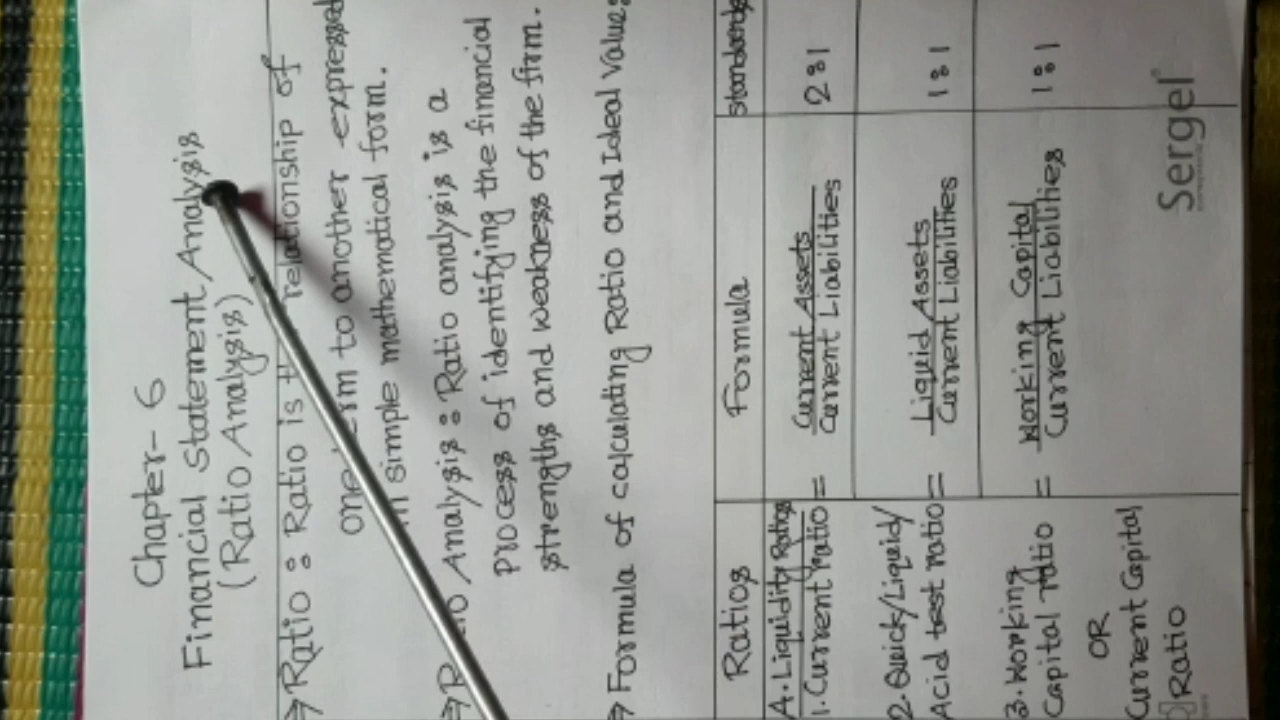 Chapter- 6
Financial Statement Analysis
(Ratio Analysis)
⇒ Ratio : Ratio is relationship of
one term to another expressed
in simple mathematical form.
Analysis : Ratio analysis is a
process of identifying the financial
strengths and weakness of the firm.
⇒ Formula of calculating Ratio and Ideal Value:
Ratios Formula Standards
A. Liquidity Ratios
1. Current ratio = Current Assets / Current Liabilities 2:1
2. Quick/Liquid/
Acid test ratio = Liquid Assets / Current Liabilities 1:1
3. Working
Capital ratio = Working Capital / Current Liabilities 1:1
OR
Current Capital
Ratio
Sergel